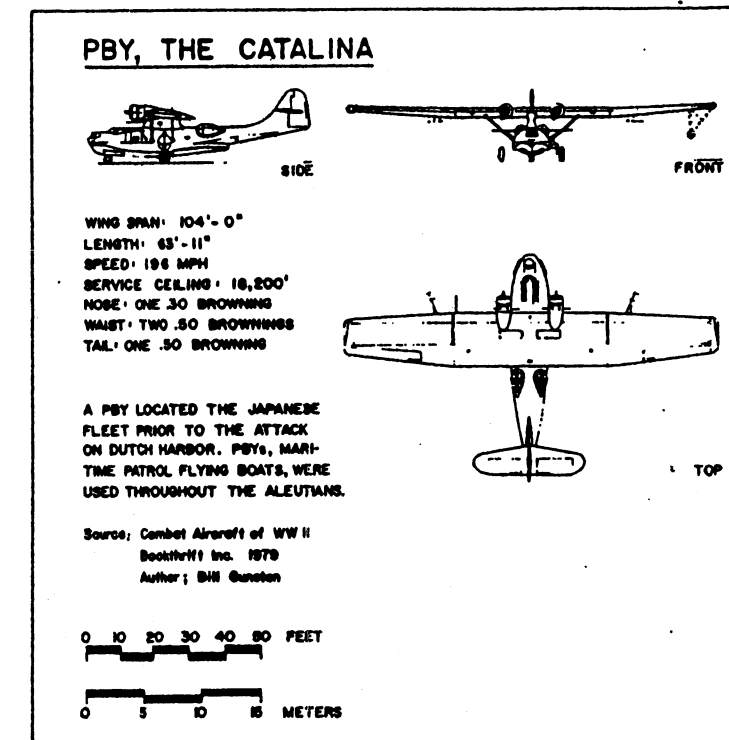 PBY, THE CATALINA
SIDE
FRONT
WING SPAN: 104'-0"
LENGTH: 63'-11"
SPEED: 196 MPH
SERVICE CEILING: 18,200'
NOSE: ONE .30 BROWNING
WAIST: TWO .50 BROWNINGS
TAIL: ONE .50 BROWNING
TOP
A PBY LOCATED THE JAPANESE
FLEET PRIOR TO THE ATTACK
ON DUTCH HARBOR. PBYs, MARI-
TIME PATROL FLYING BOATS, WERE
USED THROUGHOUT THE ALEUTIANS.
Source; Combat Aircraft of WW II
Bookthrift Inc. 1979
Author; Bill Gunston
0 10 20 30 40 50 FEET
0 5 10 15 METERS